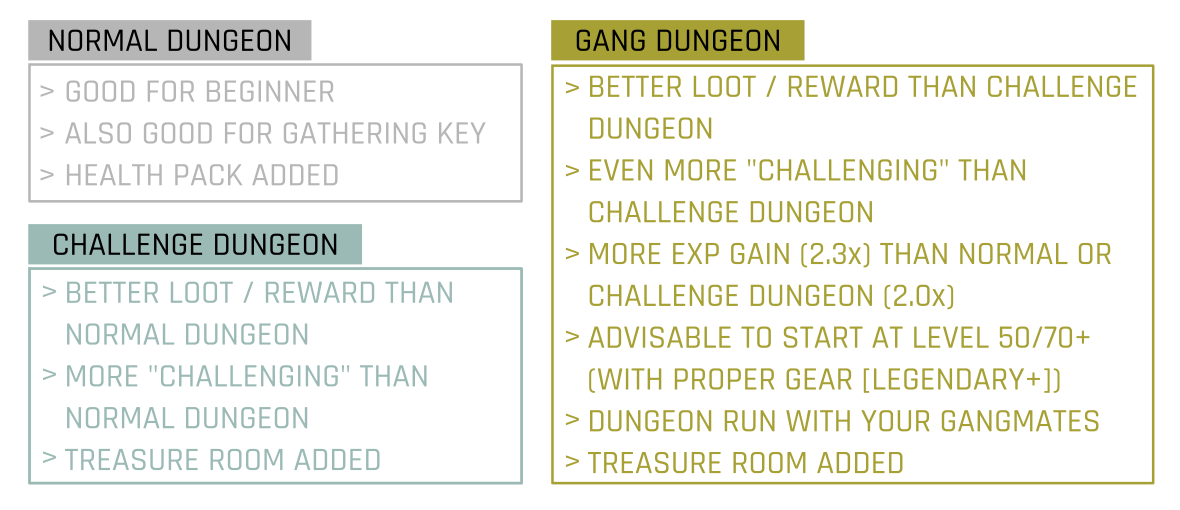 NORMAL DUNGEON
> GOOD FOR BEGINNER
> ALSO GOOD FOR GATHERING KEY
> HEALTH PACK ADDED
CHALLENGE DUNGEON
> BETTER LOOT / REWARD THAN
NORMAL DUNGEON
> MORE "CHALLENGING" THAN
NORMAL DUNGEON
> TREASURE ROOM ADDED
GANG DUNGEON
> BETTER LOOT / REWARD THAN CHALLENGE
DUNGEON
> EVEN MORE "CHALLENGING" THAN
CHALLENGE DUNGEON
> MORE EXP GAIN (2.3x) THAN NORMAL OR
CHALLENGE DUNGEON (2.0x)
> ADVISABLE TO START AT LEVEL 50/70+
(WITH PROPER GEAR [LEGENDARY+])
> DUNGEON RUN WITH YOUR GANGMATES
> TREASURE ROOM ADDED